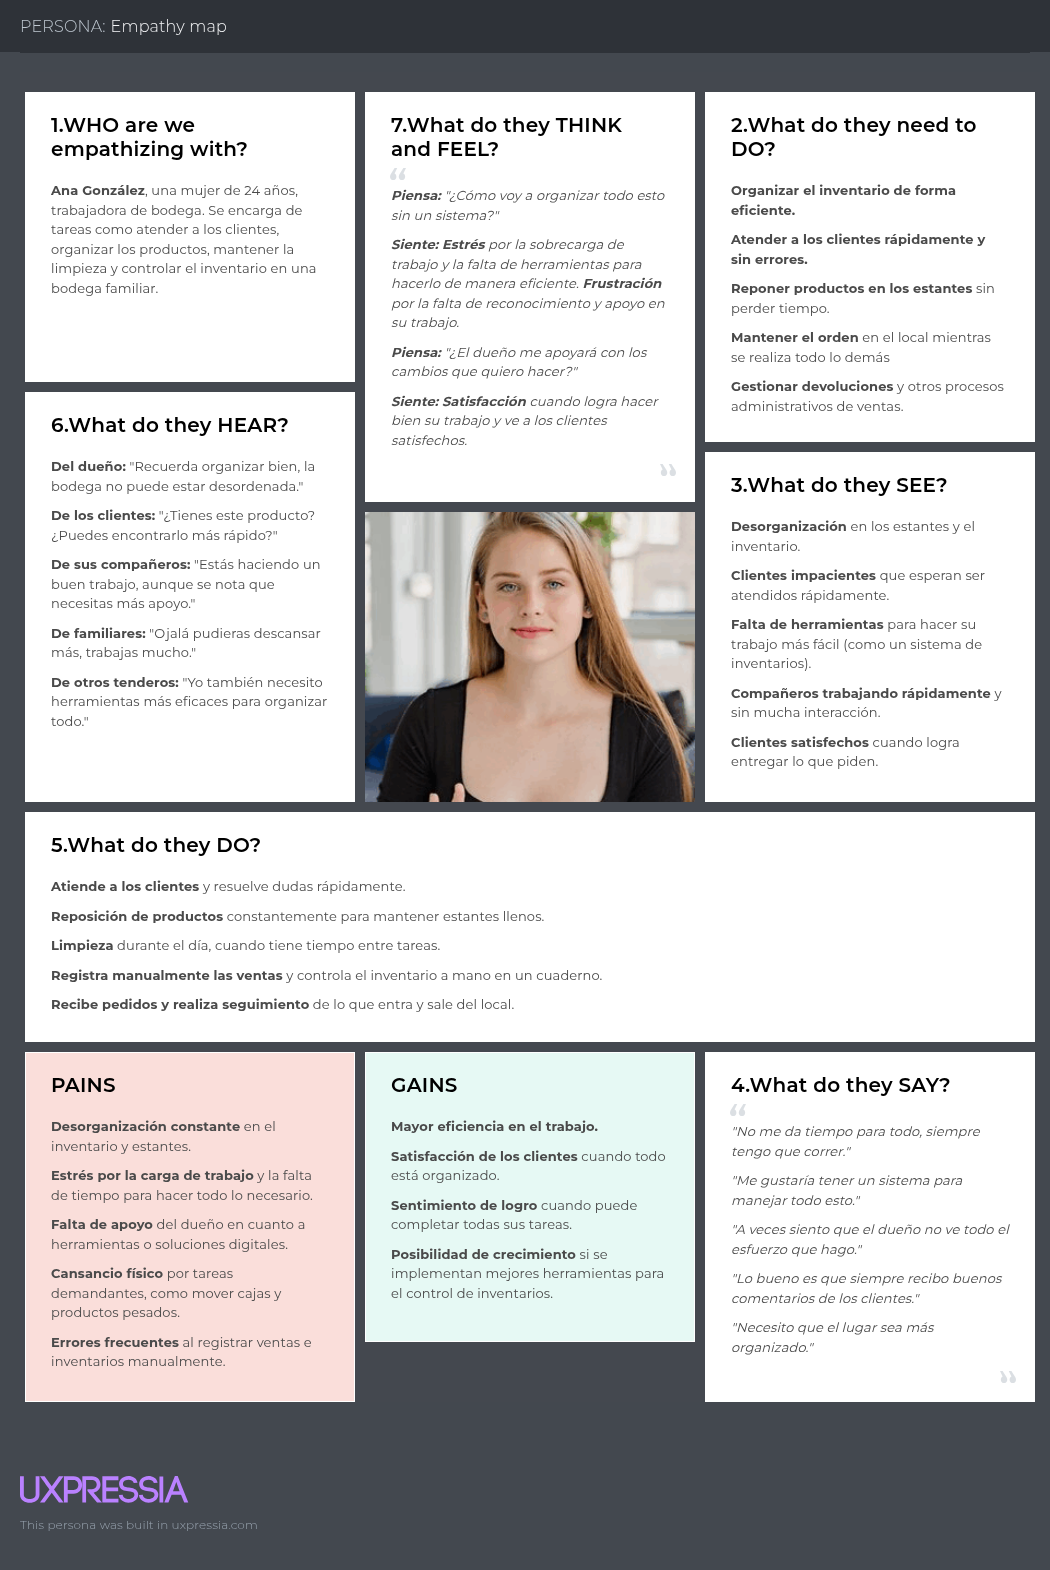 PERSONA: Empathy map
1.WHO are we
empathizing with?
Ana González, una mujer de 24 años,
trabajadora de bodega. Se encarga de
tareas como atender a los clientes,
organizar los productos, mantener la
limpieza y controlar el inventario en una
bodega familiar.
7.What do they THINK
and FEEL?
“
Piensa: "¿Cómo voy a organizar todo esto
sin un sistema?"
Siente: Estrés por la sobrecarga de
trabajo y la falta de herramientas para
hacerlo de manera eficiente. Frustración
por la falta de reconocimiento y apoyo en
su trabajo.
Piensa: "¿El dueño me apoyará con los
cambios que quiero hacer?"
Siente: Satisfacción cuando logra hacer
bien su trabajo y ve a los clientes
satisfechos.
”
2.What do they need to
DO?
Organizar el inventario de forma
eficiente.
Atender a los clientes rápidamente y
sin errores.
Reponer productos en los estantes sin
perder tiempo.
Mantener el orden en el local mientras
se realiza todo lo demás
Gestionar devoluciones y otros procesos
administrativos de ventas.
6.What do they HEAR?
Del dueño: "Recuerda organizar bien, la
bodega no puede estar desordenada."
De los clientes: "¿Tienes este producto?
¿Puedes encontrarlo más rápido?"
De sus compañeros: "Estás haciendo un
buen trabajo, aunque se nota que
necesitas más apoyo."
De familiares: "Ojalá pudieras descansar
más, trabajas mucho."
De otros tenderos: "Yo también necesito
herramientas más eficaces para organizar
todo."
3.What do they SEE?
Desorganización en los estantes y el
inventario.
Clientes impacientes que esperan ser
atendidos rápidamente.
Falta de herramientas para hacer su
trabajo más fácil (como un sistema de
inventarios).
Compañeros trabajando rápidamente y
sin mucha interacción.
Clientes satisfechos cuando logra
entregar lo que piden.
5.What do they DO?
Atiende a los clientes y resuelve dudas rápidamente.
Reposición de productos constantemente para mantener estantes llenos.
Limpieza durante el día, cuando tiene tiempo entre tareas.
Registra manualmente las ventas y controla el inventario a mano en un cuaderno.
Recibe pedidos y realiza seguimiento de lo que entra y sale del local.
PAINS
Desorganización constante en el
inventario y estantes.
Estrés por la carga de trabajo y la falta
de tiempo para hacer todo lo necesario.
Falta de apoyo del dueño en cuanto a
herramientas o soluciones digitales.
Cansancio físico por tareas
demandantes, como mover cajas y
productos pesados.
Errores frecuentes al registrar ventas e
inventarios manualmente.
GAINS
Mayor eficiencia en el trabajo.
Satisfacción de los clientes cuando todo
está organizado.
Sentimiento de logro cuando puede
completar todas sus tareas.
Posibilidad de crecimiento si se
implementan mejores herramientas para
el control de inventarios.
4.What do they SAY?
“
"No me da tiempo para todo, siempre
tengo que correr."
"Me gustaría tener un sistema para
manejar todo esto."
"A veces siento que el dueño no ve todo el
esfuerzo que hago."
"Lo bueno es que siempre recibo buenos
comentarios de los clientes."
"Necesito que el lugar sea más
organizado."
”
UXPRESSIA
This persona was built in uxpressia.com